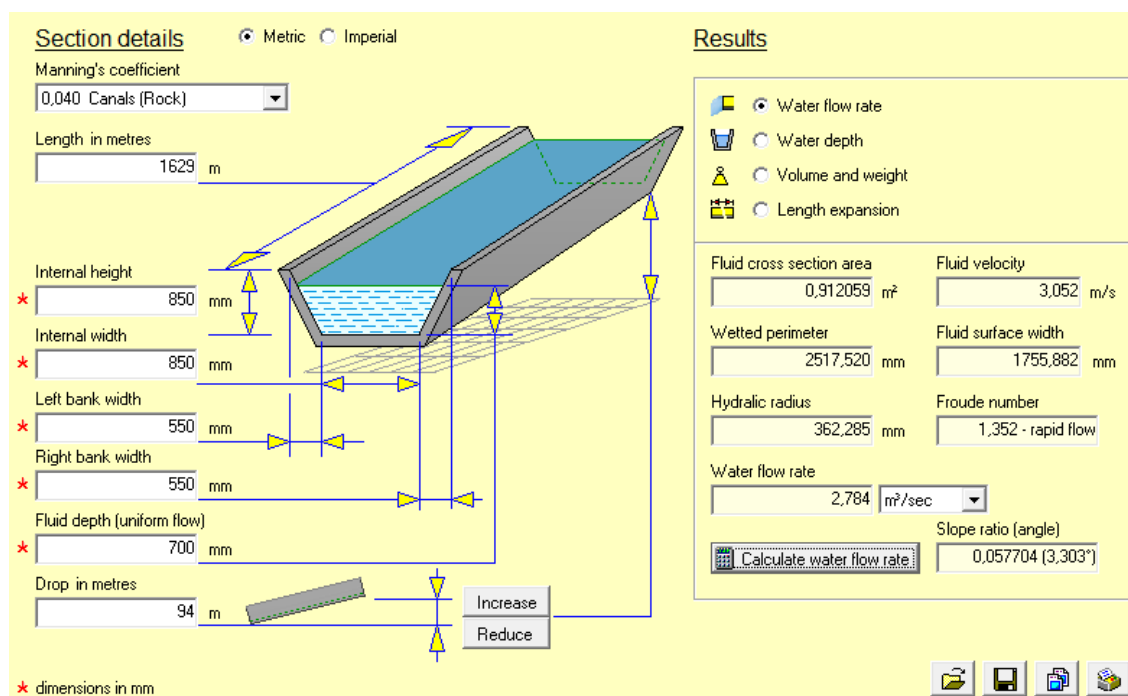 Section details
Metric
Imperial
Manning's coefficient
0,040 Canals (Rock)
Length in metres
1629 m
Internal height
* 850 mm
Internal width
* 850 mm
Left bank width
* 550 mm
Right bank width
* 550 mm
Fluid depth (uniform flow)
* 700 mm
Drop in metres
94 m
Increase
Reduce
* dimensions in mm
Results
Water flow rate
Water depth
Volume and weight
Length expansion
Fluid cross section area
0,912059 m²
Fluid velocity
3,052 m/s
Wetted perimeter
2517,520 mm
Fluid surface width
1755,882 mm
Hydralic radius
362,285 mm
Froude number
1,352 - rapid flow
Water flow rate
2,784 m³/sec
Calculate water flow rate
Slope ratio (angle)
0,057704 (3,303°)